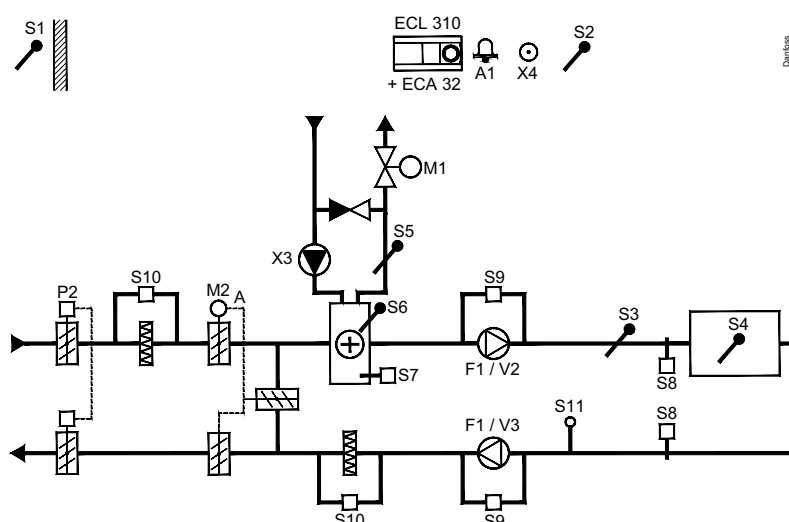 S1
ECL 310
S2
Danfoss
+ ECA 32
A1
X4
M1
S5
X3
P2
S10
M2
A
S9
S6
S3
S4
F1 / V2
S7
S8
S11
S8
F1 / V3
S10
S9